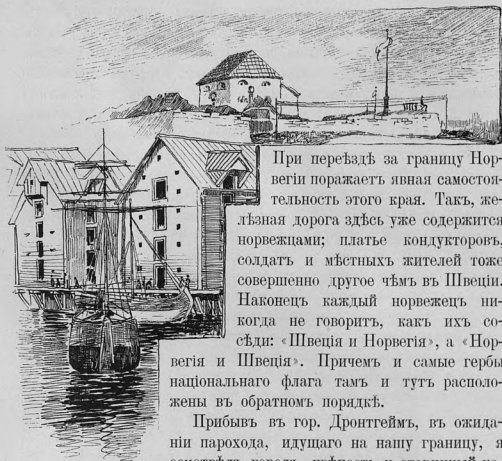 При переѣздѣ за границу Нор-
вегіи поражаетъ явная самостоя-
тельность этого края. Такъ, же-
лѣзная дорога здѣсь уже содержится
норвежцами; платье кондукторовъ,
солдатъ и мѣстныхъ жителей тоже
совершенно другое чѣмъ въ Швеціи.
Наконецъ каждый норвежецъ ни-
когда не говоритъ, какъ ихъ со-
сѣди: «Швеція и Норвегія», а «Нор-
вегія и Швеція». Причемъ и самые гербы
національнаго флага тамъ и тутъ располо-
жены въ обратномъ порядкѣ.
Прибывъ въ гор. Дронтгеймъ, въ ожида-
ніи парохода, идущаго на нашу границу, я